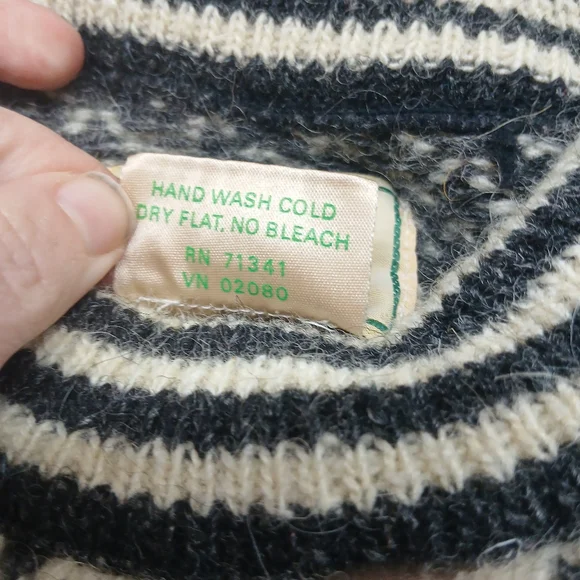 HAND WASH COLD
DRY FLAT. NO BLEACH
RN 71341
VN 02080